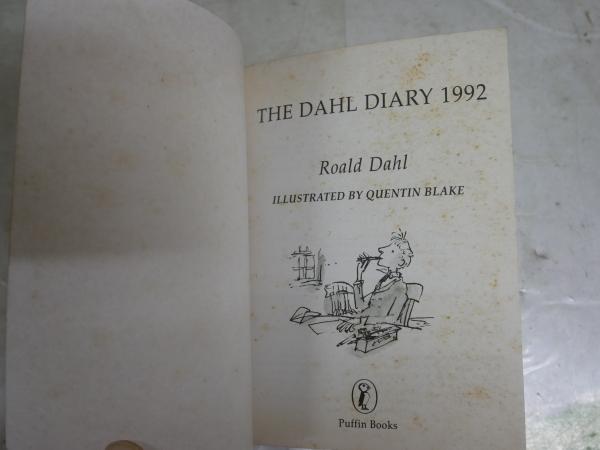 THE DAHL DIARY 1992
Roald Dahl
ILLUSTRATED BY QUENTIN BLAKE
Puffin Books